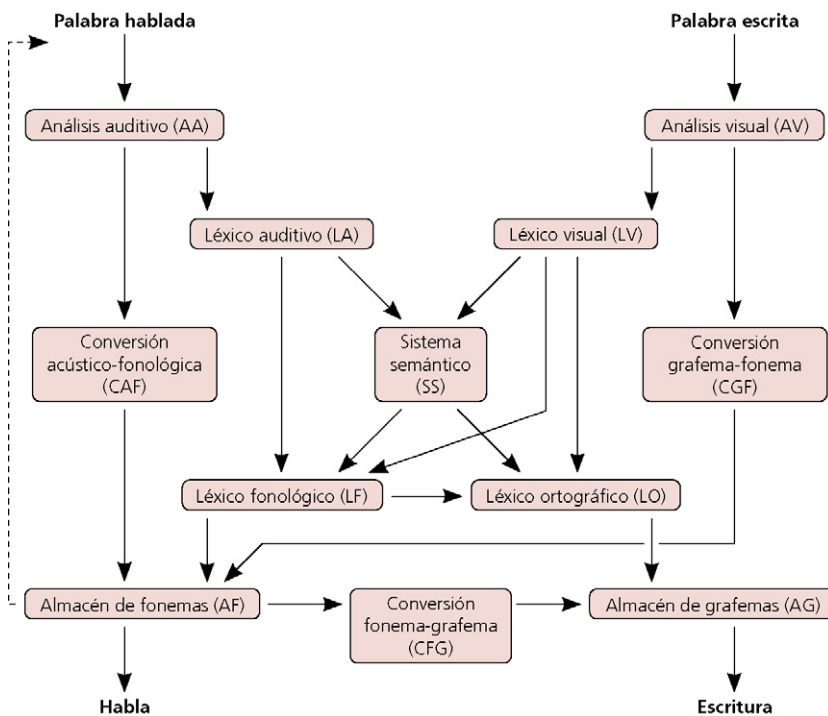 Palabra hablada
Palabra escrita
Análisis auditivo (AA)
Análisis visual (AV)
Léxico auditivo (LA)
Léxico visual (LV)
Conversión
acústico-fonológica
(CAF)
Sistema
semántico
(SS)
Conversión
grafema-fonema
(CGF)
Léxico fonológico (LF)
Léxico ortográfico (LO)
Almacén de fonemas (AF)
Conversión
fonema-grafema
(CFG)
Almacén de grafemas (AG)
Habla
Escritura